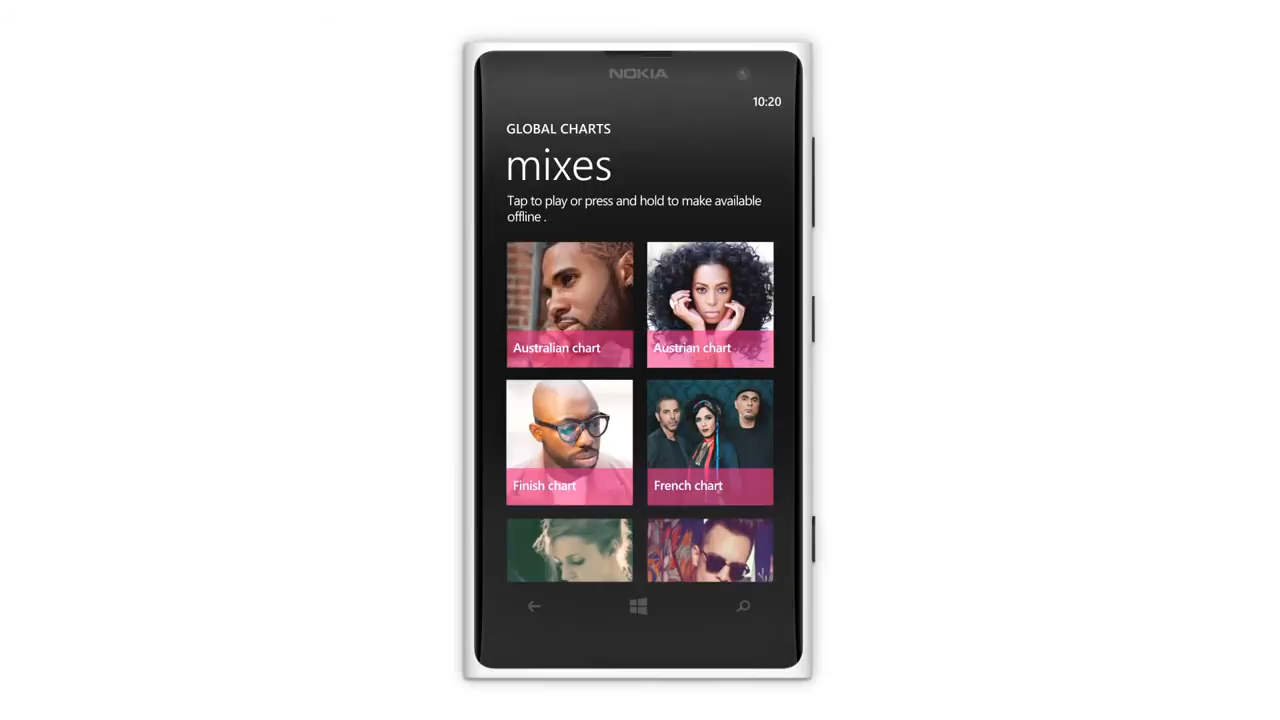 NOKIA
10:20
GLOBAL CHARTS
mixes
Tap to play or press and hold to make available
offline .
Australian chart
Austrian chart
Finish chart
French chart